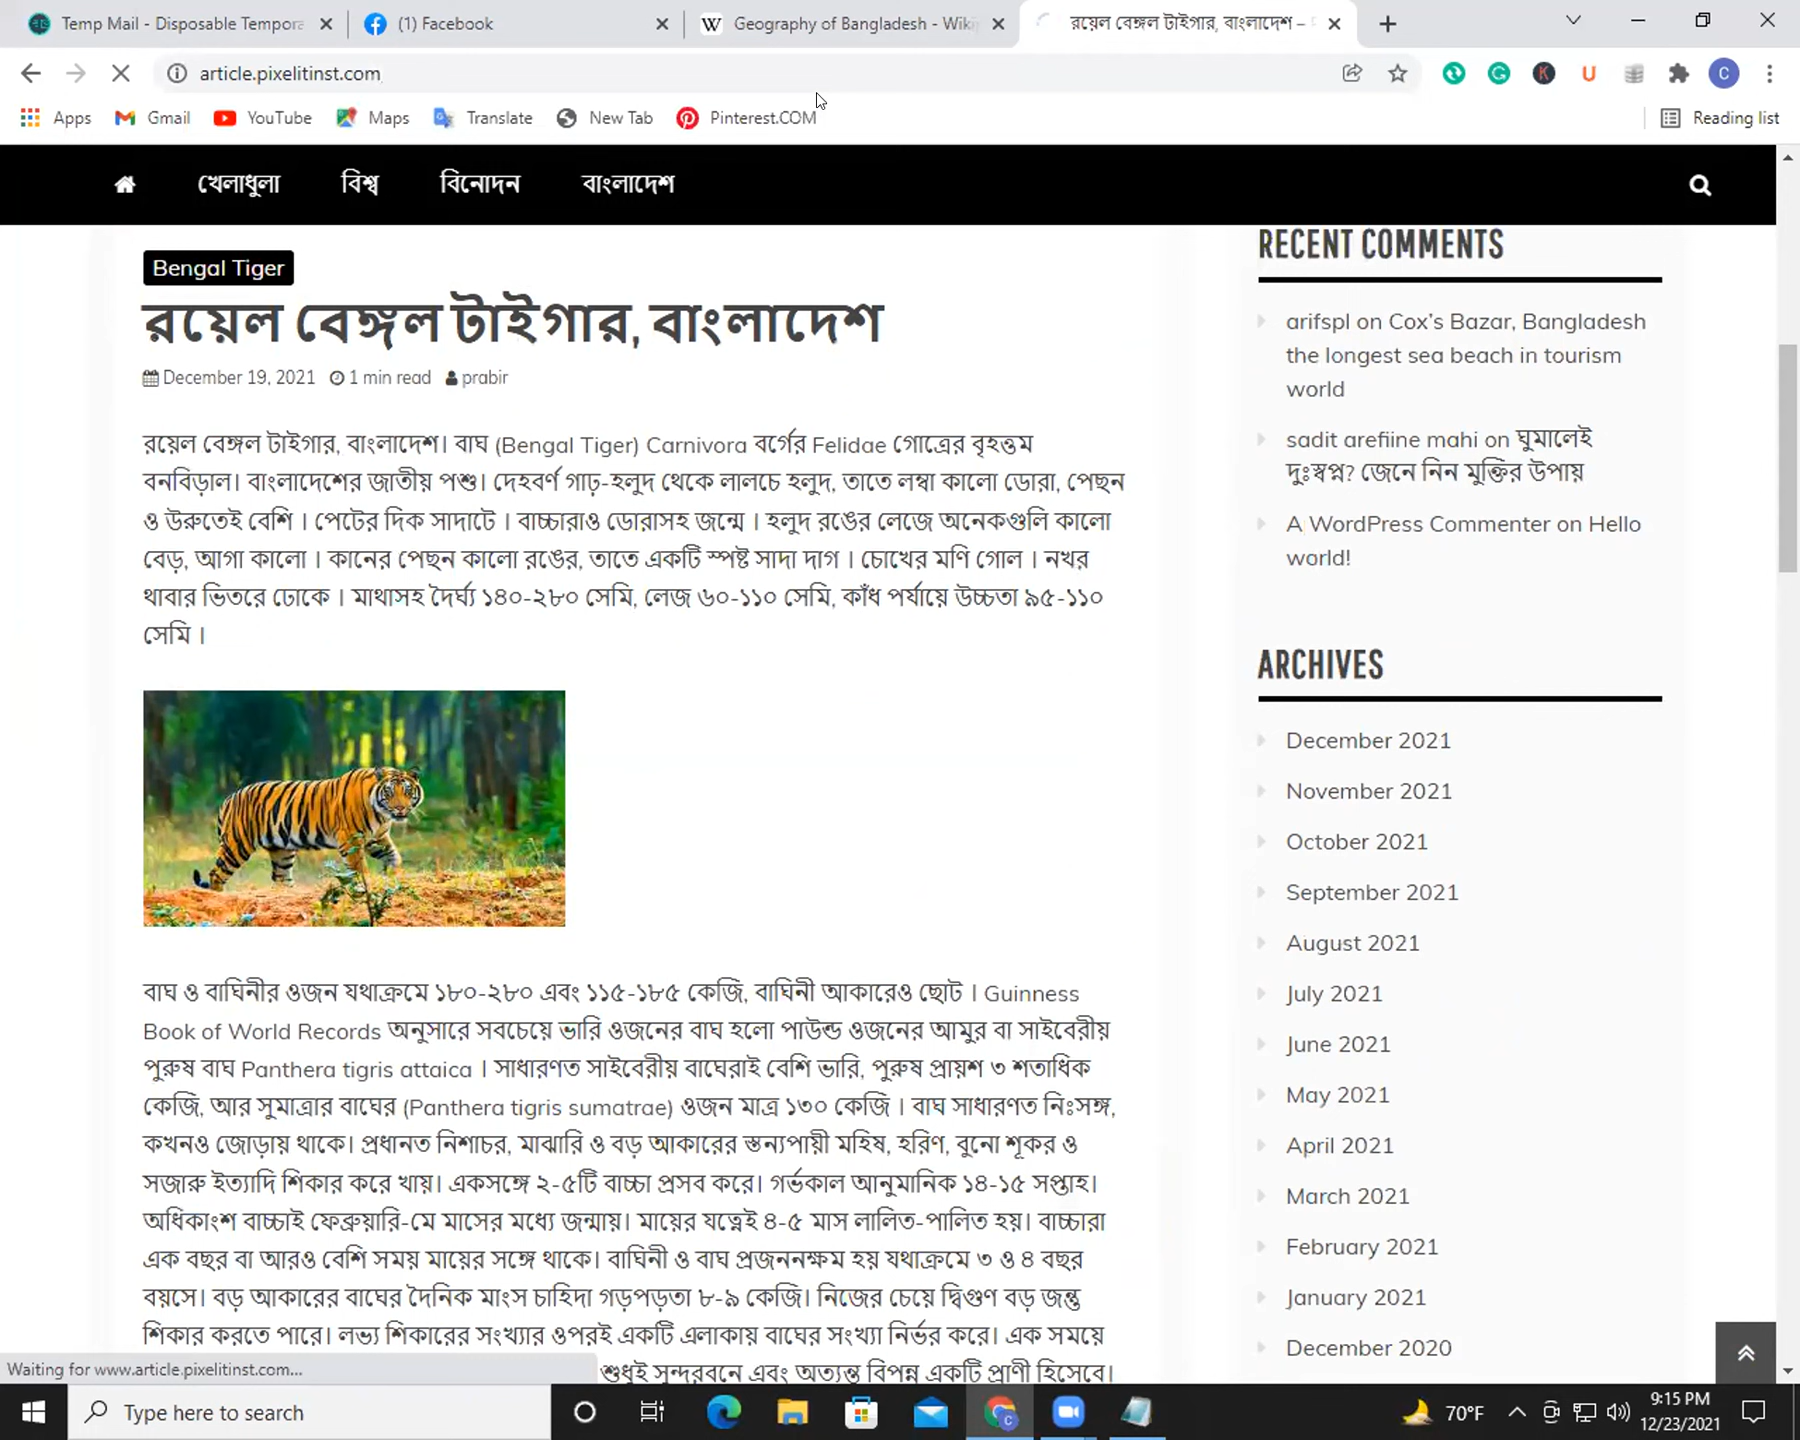 Temp Mail - Disposable Tempora
(1) Facebook
Geography of Bangladesh - Wiki
রয়েল বেঙ্গল টাইগার, বাংলাদেশ –
article.pixelitinst.com
Apps
Gmail
YouTube
Maps
Translate
New Tab
Pinterest.COM
Reading list
খেলাধুলা
বিশ্ব
বিনোদন
বাংলাদেশ
Bengal Tiger
রয়েল বেঙ্গল টাইগার, বাংলাদেশ
December 19, 2021 1 min read prabir
রয়েল বেঙ্গল টাইগার, বাংলাদেশ। বাঘ (Bengal Tiger) Carnivora বর্গের Felidae গোত্রের বৃহত্তম
বনবিড়াল। বাংলাদেশের জাতীয় পশু। দেহবর্ণ গাঢ়-হলুদ থেকে লালচে হলুদ, তাতে লম্বা কালো ডোরা, পেছন
ও উরুতেই বেশি । পেটের দিক সাদাটে । বাচ্চারাও ডোরাসহ জন্মে । হলুদ রঙের লেজে অনেকগুলি কালো
বেড়, আগা কালো । কানের পেছন কালো রঙের, তাতে একটি স্পষ্ট সাদা দাগ । চোখের মণি গোল । নখর
থাবার ভিতরে ঢোকে । মাথাসহ দৈর্ঘ্য ১৪০-২৮০ সেমি, লেজ ৬০-১১০ সেমি, কাঁধ পর্যায়ে উচ্চতা ৯৫-১১০
সেমি ।
বাঘ ও বাঘিনীর ওজন যথাক্রমে ১৮০-২৮০ এবং ১১৫-১৮৫ কেজি, বাঘিনী আকারেও ছোট । Guinness
Book of World Records অনুসারে সবচেয়ে ভারি ওজনের বাঘ হলো পাউন্ড ওজনের আমুর বা সাইবেরীয়
পুরুষ বাঘ Panthera tigris attaica । সাধারণত সাইবেরীয় বাঘেরাই বেশি ভারি, পুরুষ প্রায়শ ৩ শতাধিক
কেজি, আর সুমাত্রার বাঘের (Panthera tigris sumatrae) ওজন মাত্র ১৩০ কেজি । বাঘ সাধারণত নিঃসঙ্গ,
কখনও জোড়ায় থাকে। প্রধানত নিশাচর, মাঝারি ও বড় আকারের স্তন্যপায়ী মহিষ, হরিণ, বুনো শূকর ও
সজারু ইত্যাদি শিকার করে খায়। একসঙ্গে ২-৫টি বাচ্চা প্রসব করে। গর্ভকাল আনুমানিক ১৪-১৫ সপ্তাহ।
অধিকাংশ বাচ্চাই ফেব্রুয়ারি-মে মাসের মধ্যে জন্মায়। মায়ের যত্নেই ৪-৫ মাস লালিত-পালিত হয়। বাচ্চারা
এক বছর বা আরও বেশি সময় মায়ের সঙ্গে থাকে। বাঘিনী ও বাঘ প্রজননক্ষম হয় যথাক্রমে ৩ ও ৪ বছর
বয়সে। বড় আকারের বাঘের দৈনিক মাংস চাহিদা গড়পড়তা ৮-৯ কেজি। নিজের চেয়ে দ্বিগুণ বড় জন্তু
শিকার করতে পারে। লভ্য শিকারের সংখ্যার ওপরই একটি এলাকায় বাঘের সংখ্যা নির্ভর করে। এক সময়ে
শুধুই সুন্দরবনে এবং অত্যন্ত বিপন্ন একটি প্রাণী হিসেবে।
RECENT COMMENTS
arifspl on Cox’s Bazar, Bangladesh
the longest sea beach in tourism
world
sadit arefiine mahi on ঘুমালেই
দুঃস্বপ্ন? জেনে নিন মুক্তির উপায়
A WordPress Commenter on Hello
world!
ARCHIVES
December 2021
November 2021
October 2021
September 2021
August 2021
July 2021
June 2021
May 2021
April 2021
March 2021
February 2021
January 2021
December 2020
Waiting for www.article.pixelitinst.com...
Type here to search
70°F
9:15 PM
12/23/2021